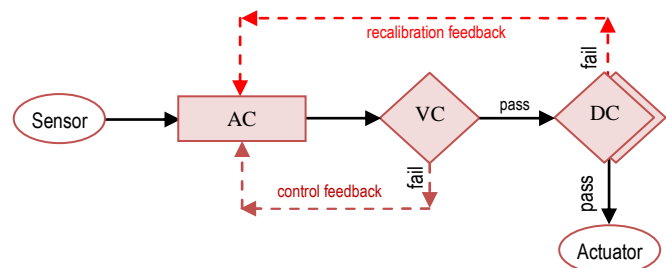 recalibration feedback
fail
Sensor
AC
VC
pass
DC
fail
control feedback
pass
Actuator